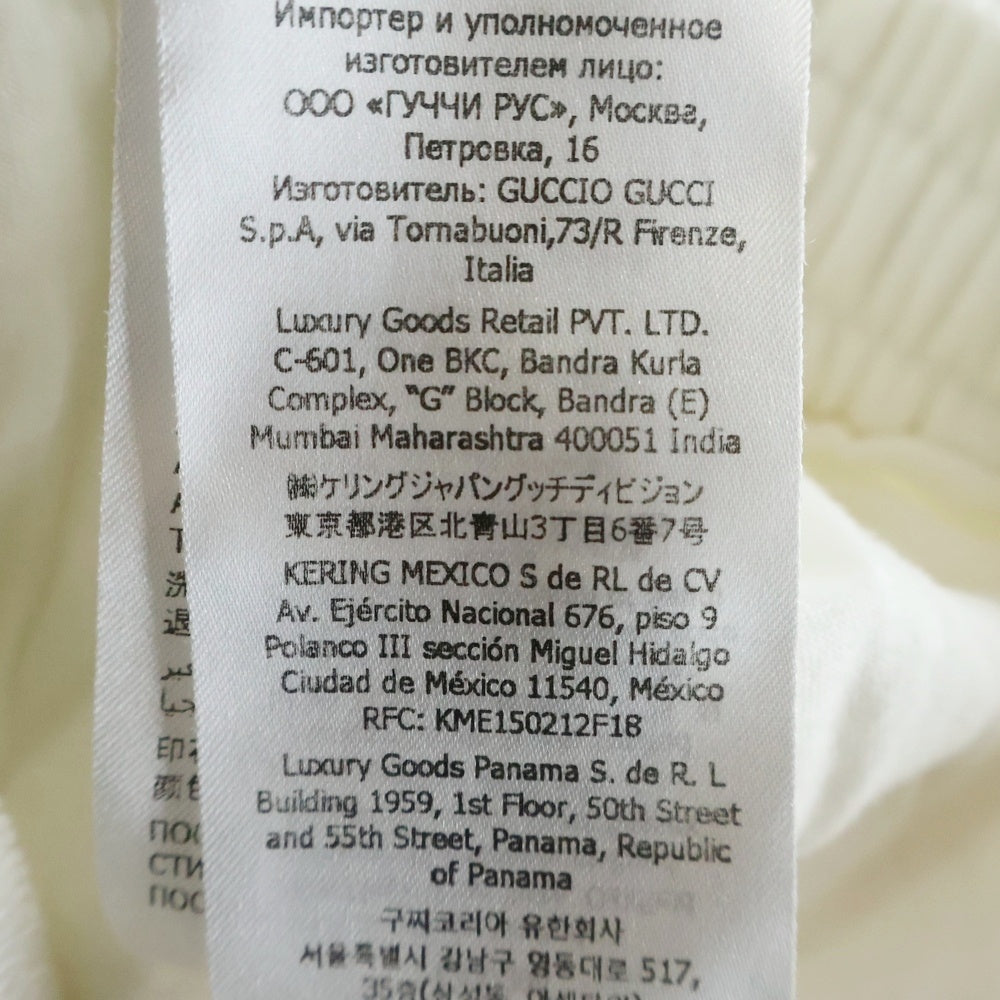 Импортер и уполномоченное
изготовителем лицо:
ООО «ГУЧЧИ РУС», Москва,
Петровка, 16
Изготовитель: GUCCIO GUCCI
S.p.A, via Tornabuoni,73/R Firenze,
Italia
Luxury Goods Retail PVT. LTD.
C-601, One BKC, Bandra Kurla
Complex, "G" Block, Bandra (E)
Mumbai Maharashtra 400051 India
㈱ケリングジャパングッチディビジョン
東京都港区北青山3丁目6番7号
KERING MEXICO S de RL de CV
Av. Ejército Nacional 676, piso 9
Polanco III sección Miguel Hidalgo
Ciudad de México 11540, México
RFC: KME150212F18
Luxury Goods Panama S. de R. L
Building 1959, 1st Floor, 50th Street
and 55th Street, Panama, Republic
of Panama
구찌코리아 유한회사
서울특별시 강남구 영동대로 517,